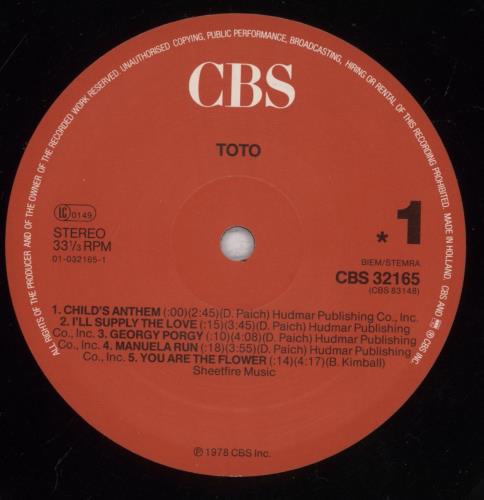 ALL RIGHTS OF THE PRODUCER AND OF THE OWNER OF THE RECORDED WORK RESERVED. UNAUTHORISED COPYING, PUBLIC PERFORMANCE, BROADCASTING, HIRING OR RENTAL OF THIS RECORDING PROHIBITED. MADE IN HOLLAND. CBS AND ARE ® CBS INC.
CBS
TOTO
LC 0149
STEREO
33 1/3 RPM
01-032165-1
* 1
BIEM/STEMRA
CBS 32165
(CBS 83148)
1. CHILD'S ANTHEM (:00)(2:45)(D. Paich) Hudmar Publishing Co., Inc.
2. I'LL SUPPLY THE LOVE (:15)(3:45)(D. Paich) Hudmar Publishing
Co., Inc. 3. GEORGY PORGY (:10)(4:08)(D. Paich) Hudmar Publishing
Co., Inc. 4. MANUELA RUN (:18)(3:55)(D. Paich) Hudmar Publishing
Co., Inc. 5. YOU ARE THE FLOWER (:14)(4:17)(B. Kimball)
Sheetfire Music
℗ 1978 CBS Inc.